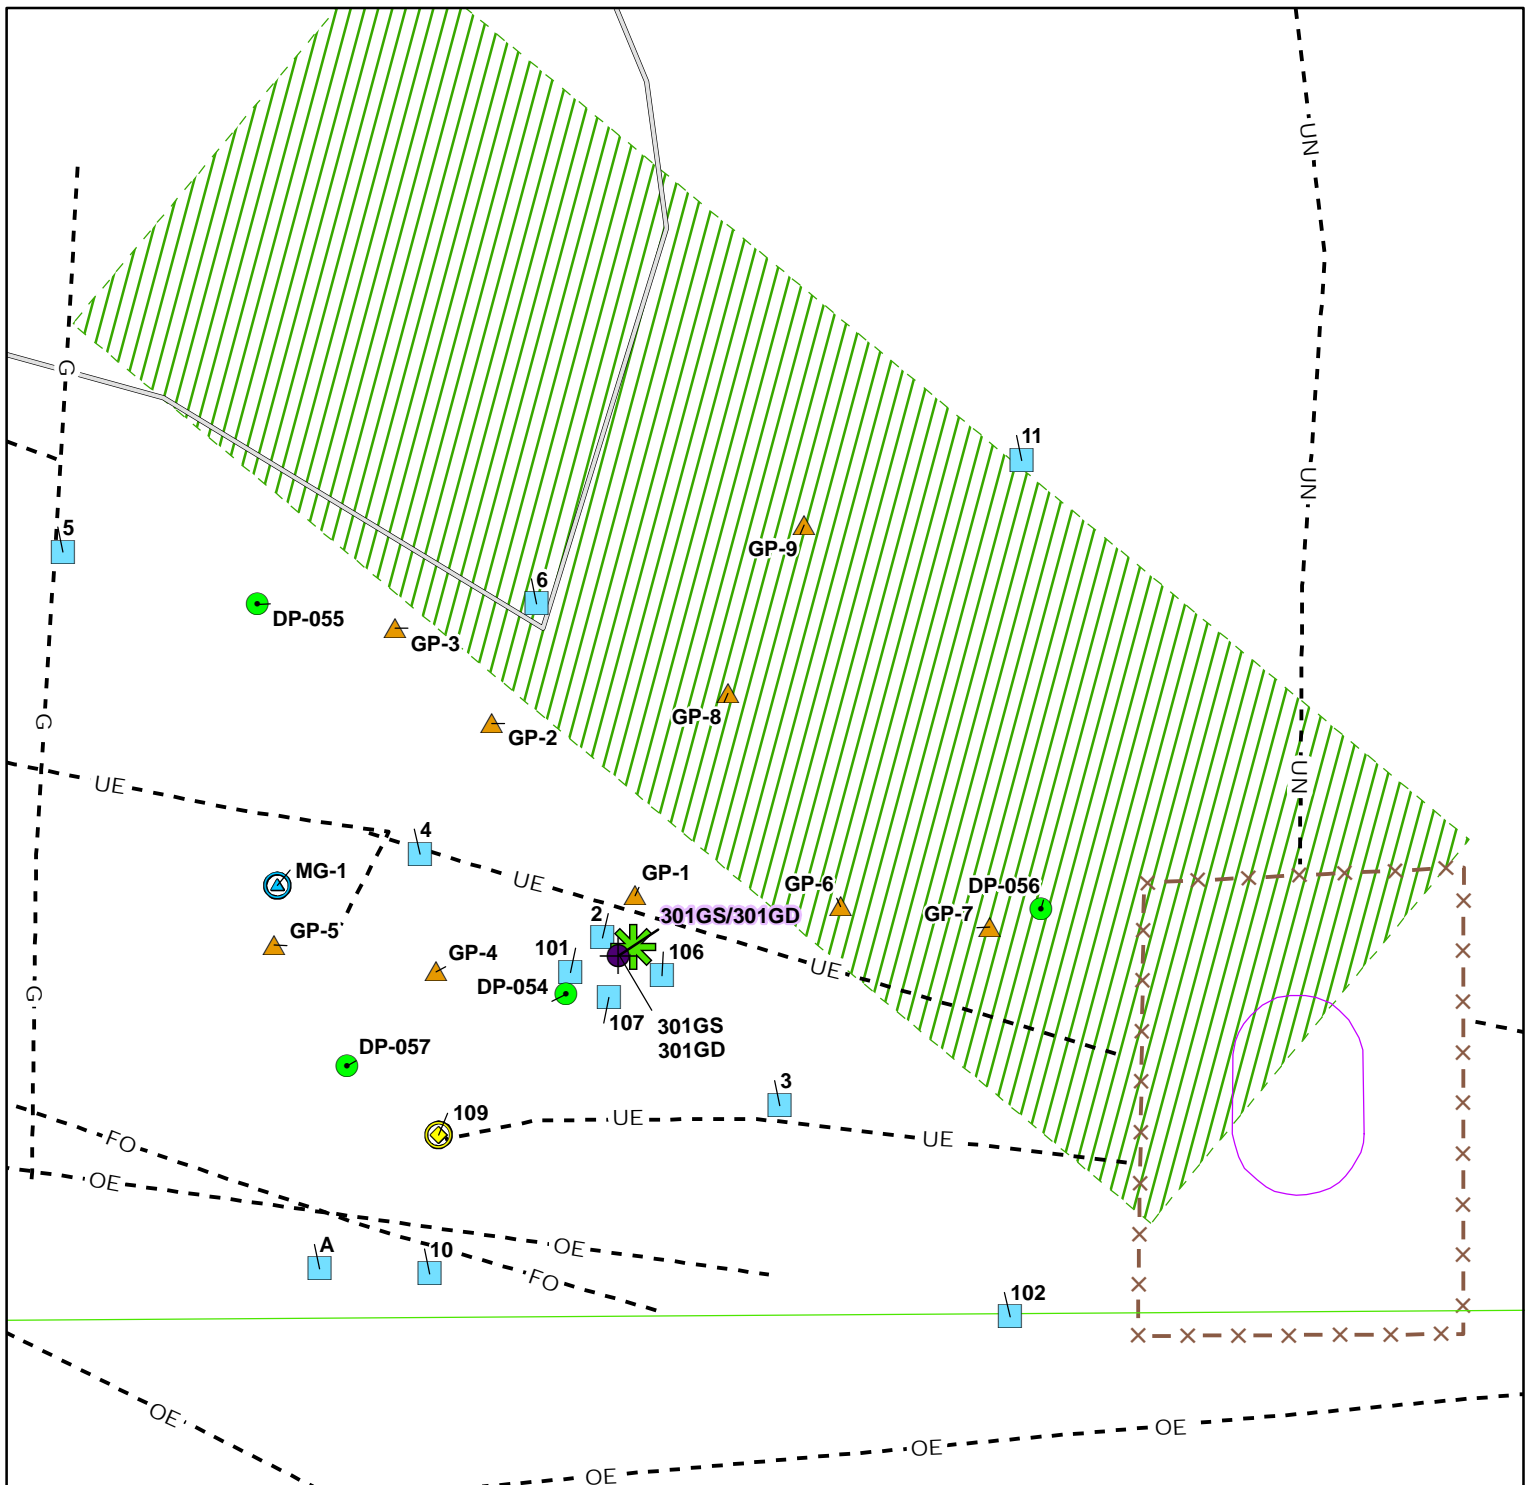 UN
G
11
UN
5
GP-9
6
DP-055
GP-3
GP-8
G
GP-2
UN
UE
4
MG-1
UE
GP-1
GP-6
DP-056
GP-7
2
301GS/301GD
GP-5
101
106
GP-4
UE
DP-054
G
107
301GS
301GD
DP-057
3
109
UE
UE
FO
OE
A
10
OE
FO
102
OE
OE
OE
OE